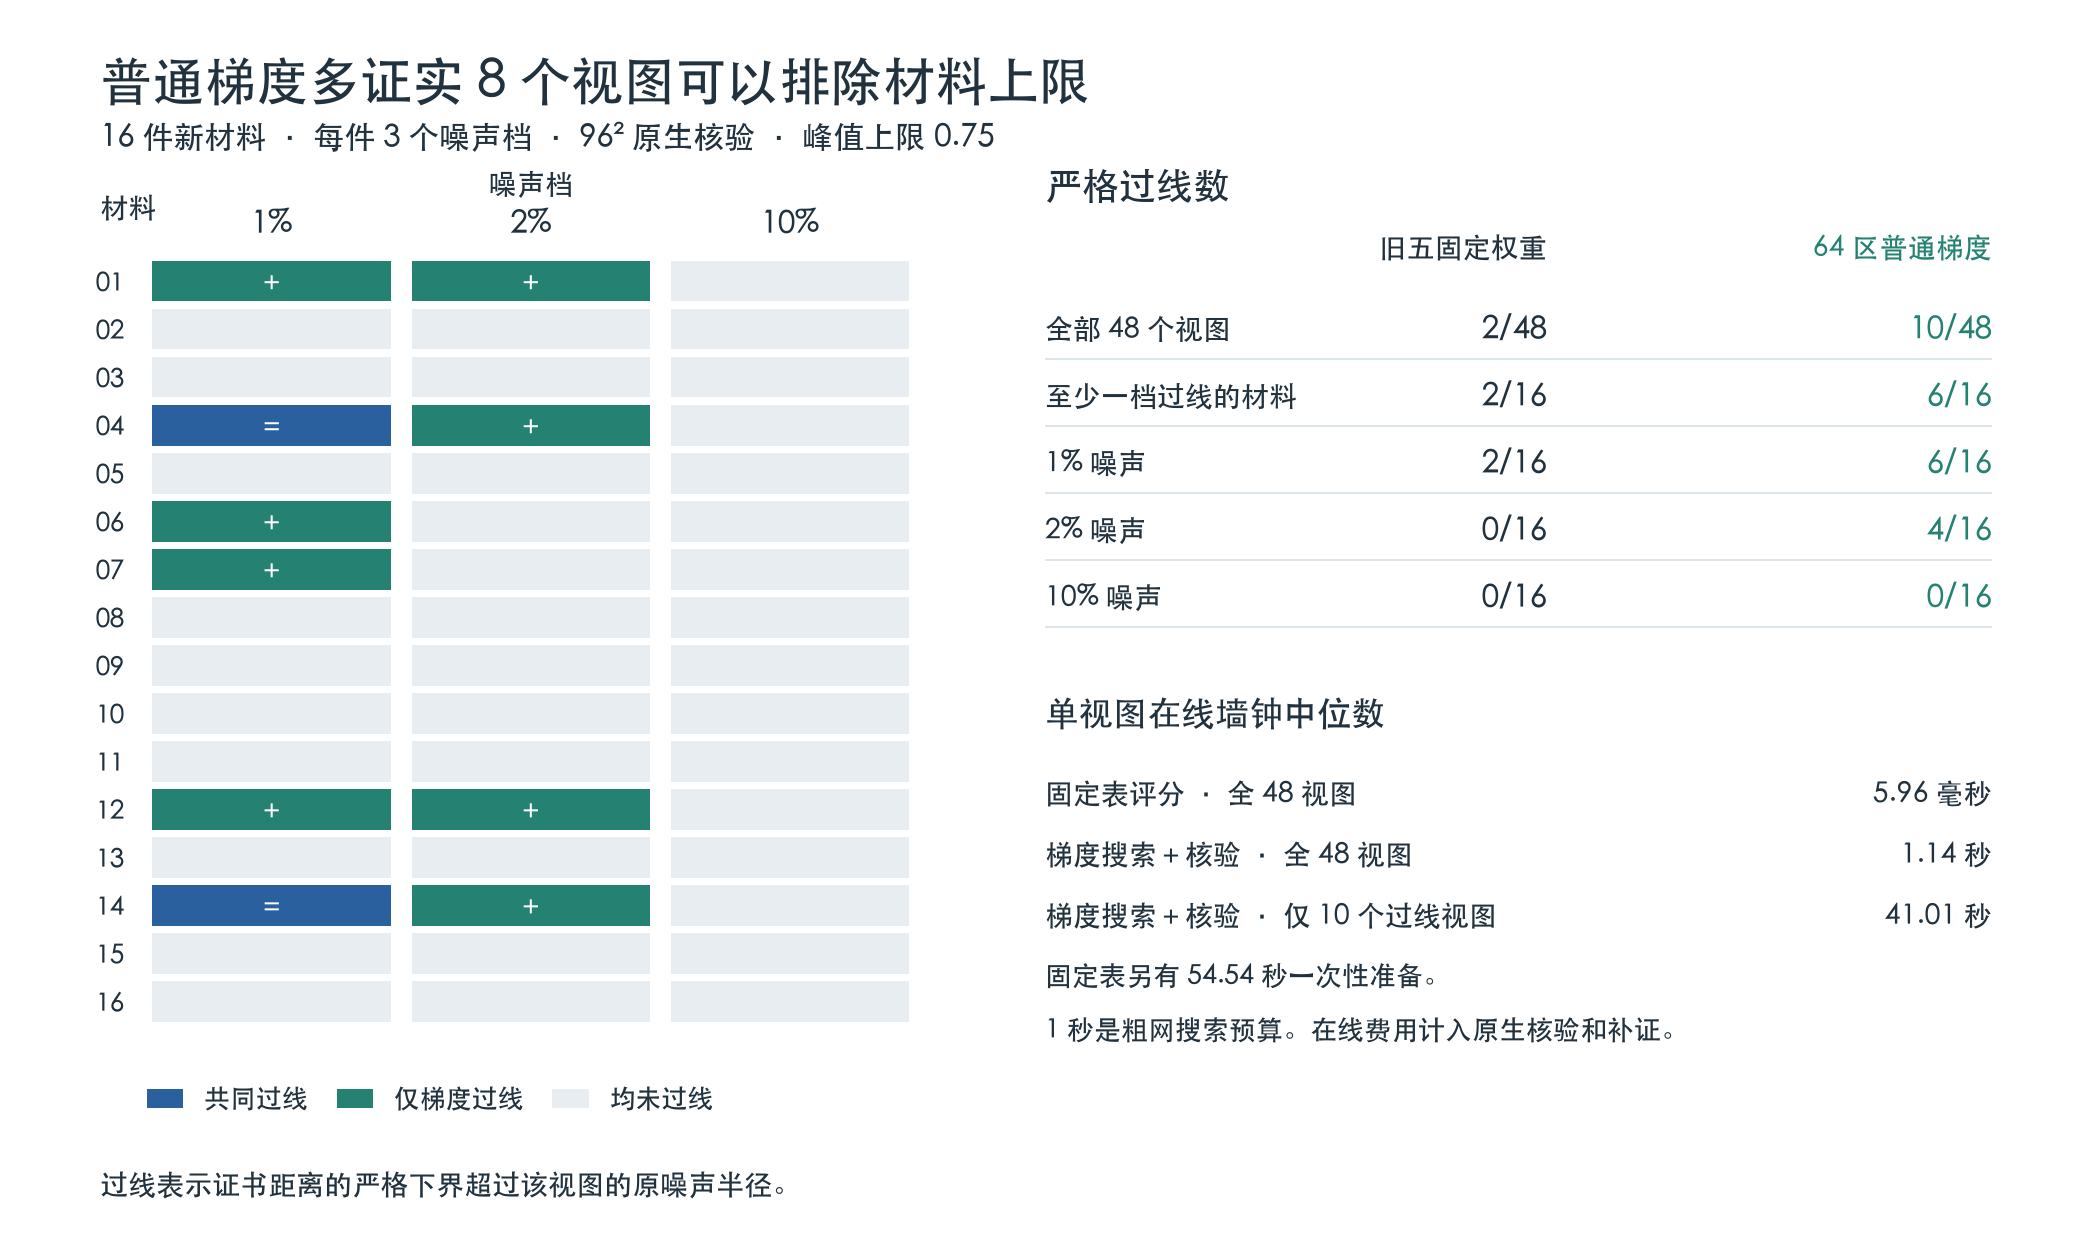 普通梯度多证实 8 个视图可以排除材料上限
16 件新材料 · 每件 3 个噪声档 · 96² 原生核验 · 峰值上限 0.75
材料
噪声档
1% 2% 10%
01 + +
02
03
04 = +
05
06 +
07 +
08
09
10
11
12 + +
13
14 = +
15
16
共同过线 仅梯度过线 均未过线
严格过线数
旧五固定权重 64 区普通梯度
全部 48 个视图 2/48 10/48
至少一档过线的材料 2/16 6/16
1% 噪声 2/16 6/16
2% 噪声 0/16 4/16
10% 噪声 0/16 0/16
单视图在线墙钟中位数
固定表评分 · 全 48 视图 5.96 毫秒
梯度搜索 + 核验 · 全 48 视图 1.14 秒
梯度搜索 + 核验 · 仅 10 个过线视图 41.01 秒
固定表另有 54.54 秒一次性准备。
1 秒是粗网搜索预算。在线费用计入原生核验和补证。
过线表示证书距离的严格下界超过该视图的原噪声半径。